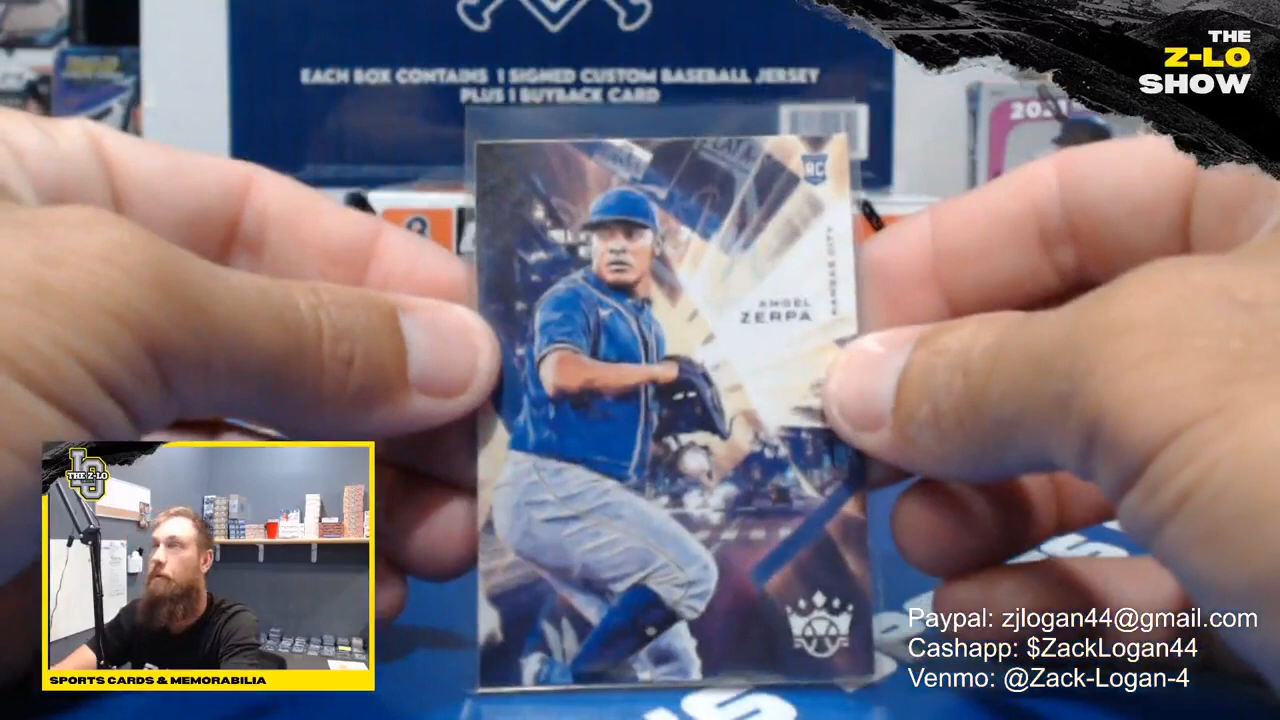 THE
Z-LO
SHOW
EACH BOX CONTAINS 1 SIGNED CUSTOM BASEBALL JERSEY
PLUS 1 BUYBACK CARD
2021
RC
KANSAS CITY
ANGEL
ZERPA
THE Z-LO
SPORTS CARDS & MEMORABILIA
Paypal: zjlogan44@gmail.com
Cashapp: $ZackLogan44
Venmo: @Zack-Logan-4